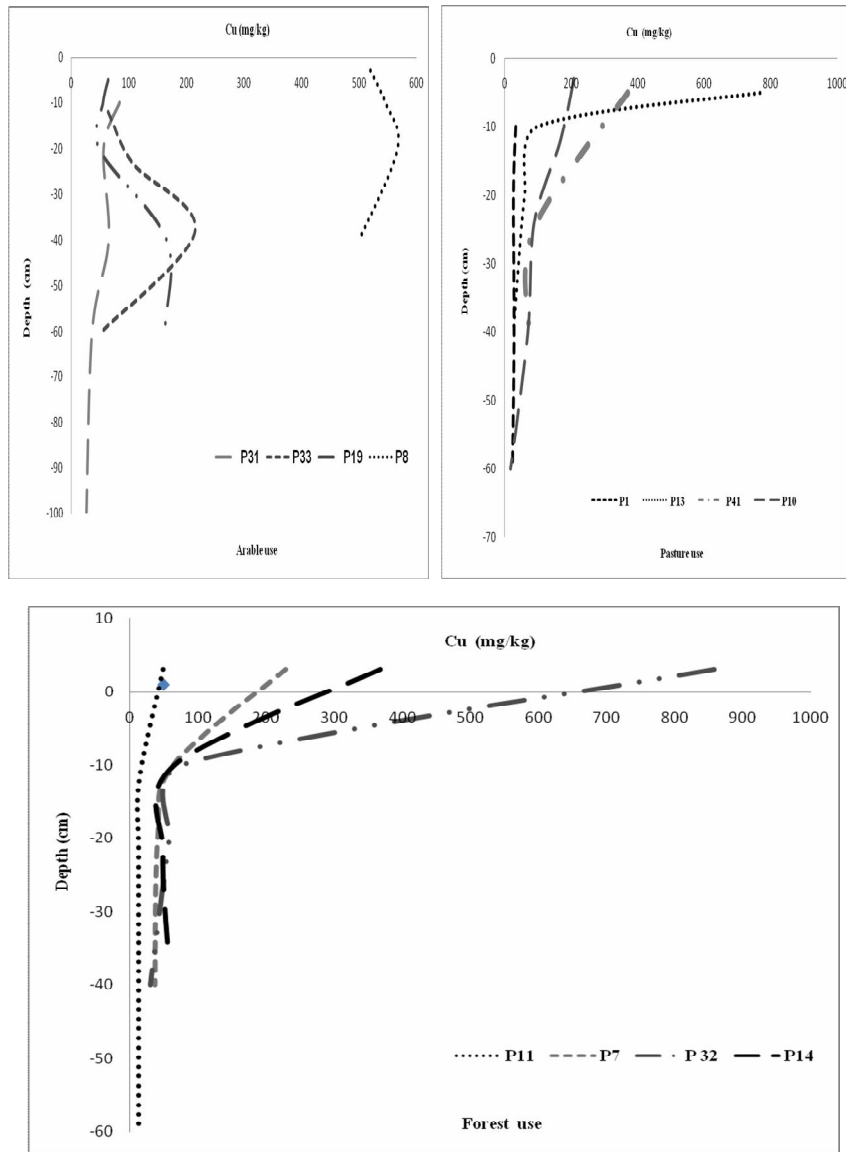 Cu (mg/kg)
0 100 200 300 400 500 600
0
-10
-20
-30
-40
-50
-60
-70
-80
-90
-100
Depth (cm)
P31 P33 P19 P8
Arable use
Cu (mg/kg)
0 200 400 600 800 1000
0
-10
-20
-30
-40
-50
-60
-70
Depth (cm)
P1 P13 P41 P10
Pasture use
Cu (mg/kg)
10
0
-10
-20
-30
-40
-50
-60
0 100 200 300 400 500 600 700 800 900 1000
Depth (cm)
P11 P7 P 32 P14
Forest use